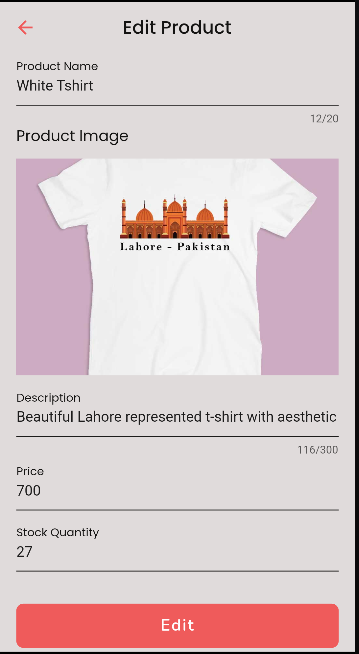 Edit Product
Product Name
White Tshirt
12/20
Product Image
Lahore - Pakistan
Description
Beautiful Lahore represented t-shirt with aesthetic
116/300
Price
700
Stock Quantity
27
Edit